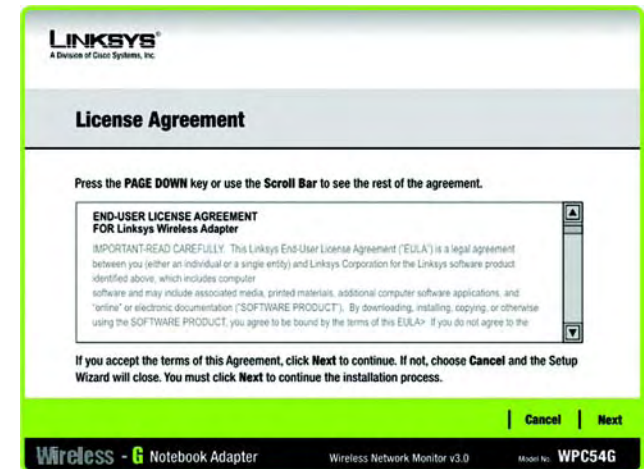 LINKSYS®
A Division of Cisco Systems, Inc.
License Agreement
Press the PAGE DOWN key or use the Scroll Bar to see the rest of the agreement.
END-USER LICENSE AGREEMENT
FOR Linksys Wireless Adapter
IMPORTANT-READ CAREFULLY. This Linksys End-User License Agreement ("EULA") is a legal agreement
between you (either an individual or a single entity) and Linksys Corporation for the Linksys software product
identified above, which includes computer
software and may include associated media, printed materials, additional computer software applications, and
"online" or electronic documentation ("SOFTWARE PRODUCT"). By downloading, installing, copying, or otherwise
using the SOFTWARE PRODUCT, you agree to be bound by the terms of this EULA> If you do not agree to the
If you accept the terms of this Agreement, click Next to continue. If not, choose Cancel and the Setup
Wizard will close. You must click Next to continue the installation process.
Cancel Next
Wireless - G Notebook Adapter Wireless Network Monitor v3.0 Model No. WPC54G